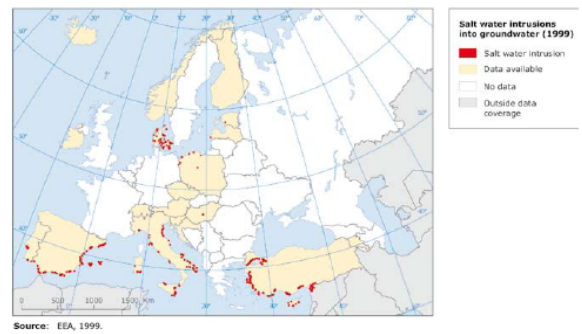 Salt water intrusions
into groundwater (1999)
Salt water intrusion
Data available
No data
Outside data
coverage
0 500 1000 1500 Km
Source: EEA, 1999.